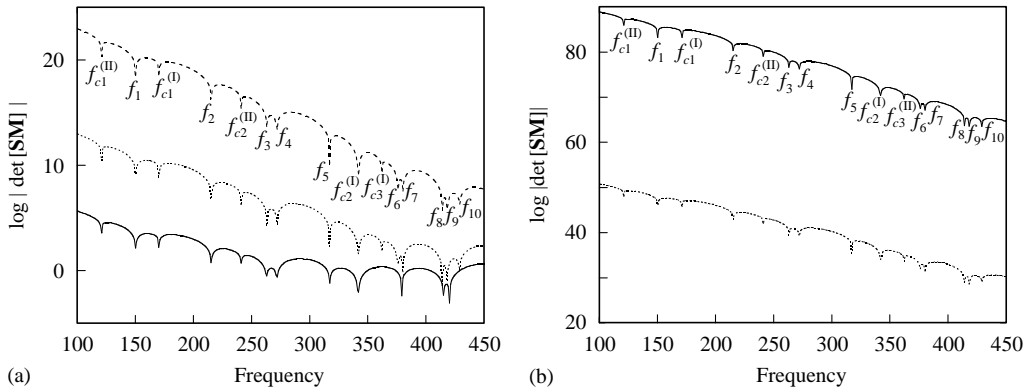 log | det [SM] |
20
10
0
f_{c1}^{(II)} f_1 f_{c1}^{(I)} f_2 f_{c2}^{(II)} f_3 f_4 f_5 f_{c2}^{(I)} f_{c3}^{(I)} f_6 f_7 f_8 f_9 f_{10}
100 150 200 250 300 350 400 450
(a) Frequency
log |det [SM]|
80
60
40
20
f_{c1}^{(II)} f_1 f_{c1}^{(I)} f_2 f_{c2}^{(II)} f_3 f_4 f_5 f_{c2}^{(I)} f_{c3}^{(II)} f_6 f_7 f_8 f_9 f_{10}
100 150 200 250 300 350 400 450
(b) Frequency